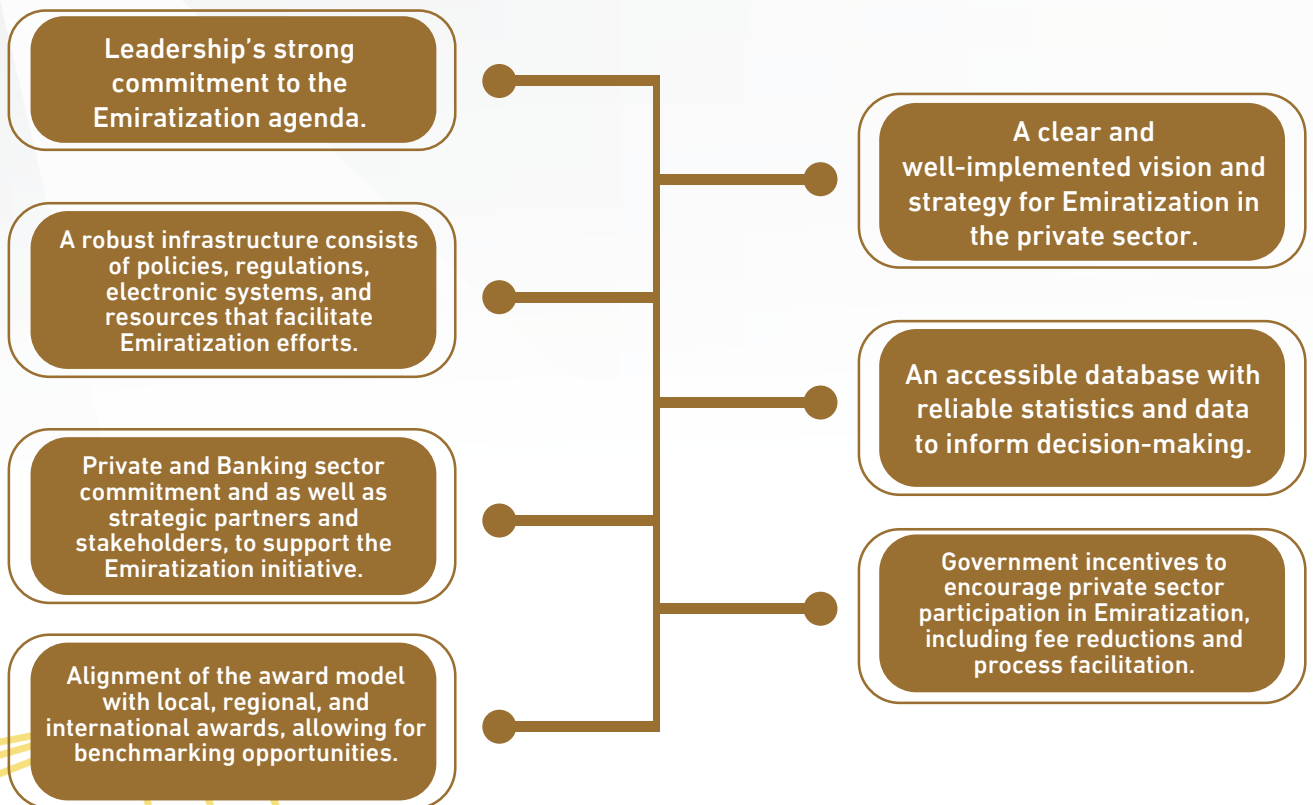 Leadership’s strong
commitment to the
Emiratization agenda.
A clear and
well-implemented vision and
strategy for Emiratization in
the private sector.
A robust infrastructure consists
of policies, regulations,
electronic systems, and
resources that facilitate
Emiratization efforts.
An accessible database with
reliable statistics and data
to inform decision-making.
Private and Banking sector
commitment and as well as
strategic partners and
stakeholders, to support the
Emiratization initiative.
Government incentives to
encourage private sector
participation in Emiratization,
including fee reductions and
process facilitation.
Alignment of the award model
with local, regional, and
international awards, allowing for
benchmarking opportunities.